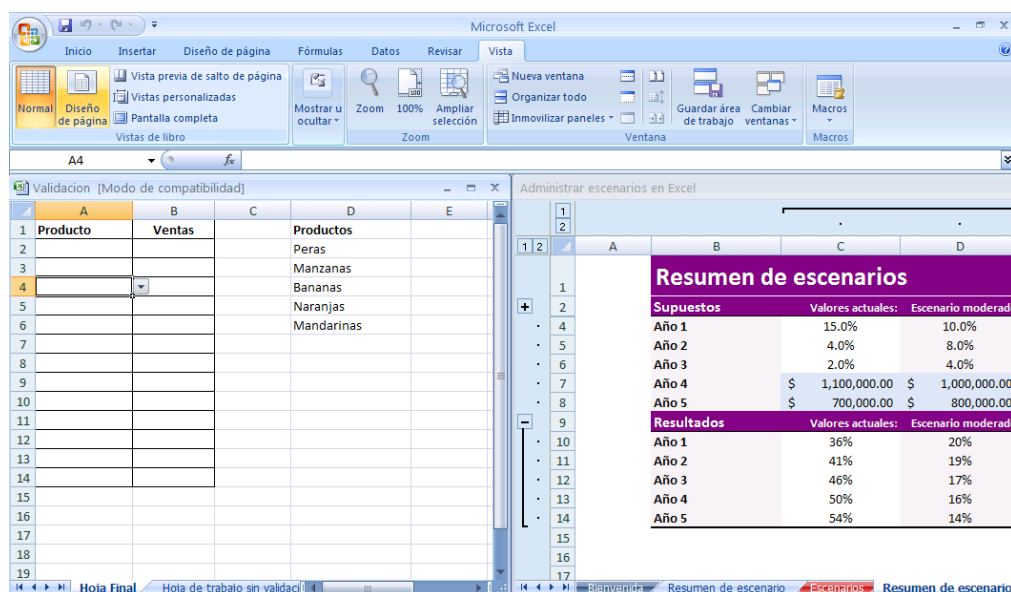 Microsoft Excel
Inicio Insertar Diseño de página Fórmulas Datos Revisar Vista
Normal
Diseño de página
Vista previa de salto de página
Vistas personalizadas
Pantalla completa
Vistas de libro
Mostrar u ocultar
Zoom
100%
100
Ampliar selección
Zoom
Nueva ventana
Organizar todo
Inmovilizar paneles
Guardar área de trabajo
Cambiar ventanas
Ventana
Macros
Macros
A4 fx
Validacion [Modo de compatibilidad]
A B C D E
1 Producto Ventas Productos
2 Peras
3 Manzanas
4 Bananas
5 Naranjas
6 Mandarinas
7
8
9
10
11
12
13
14
15
16
17
18
19
Hoja Final Hoja de trabajo sin validaci
Administrar escenarios en Excel
1
2
1 2 A B C D
1 Resumen de escenarios
2 Supuestos Valores actuales: Escenario moderad
4 Año 1 15.0% 10.0%
5 Año 2 4.0% 8.0%
6 Año 3 2.0% 4.0%
7 Año 4 $ 1,100,000.00 $ 1,000,000.00
8 Año 5 $ 700,000.00 $ 800,000.00
9 Resultados Valores actuales: Escenario moderad
10 Año 1 36% 20%
11 Año 2 41% 19%
12 Año 3 46% 17%
13 Año 4 50% 16%
14 Año 5 54% 14%
15
16
17
Bienvenida Resumen de escenario Escenarios Resumen de escenario